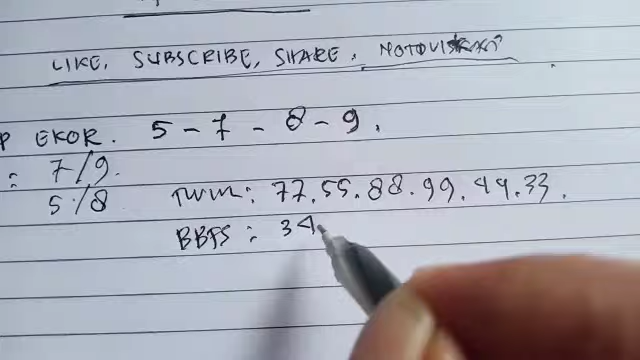 LIKE, SUBSCRIBE, SHARE,
P EKOR. 5 - 7 - 8 - 9.
= 7/9.
5/8 TWIN: 77.55.88.99.44.33.
BBFS : 34